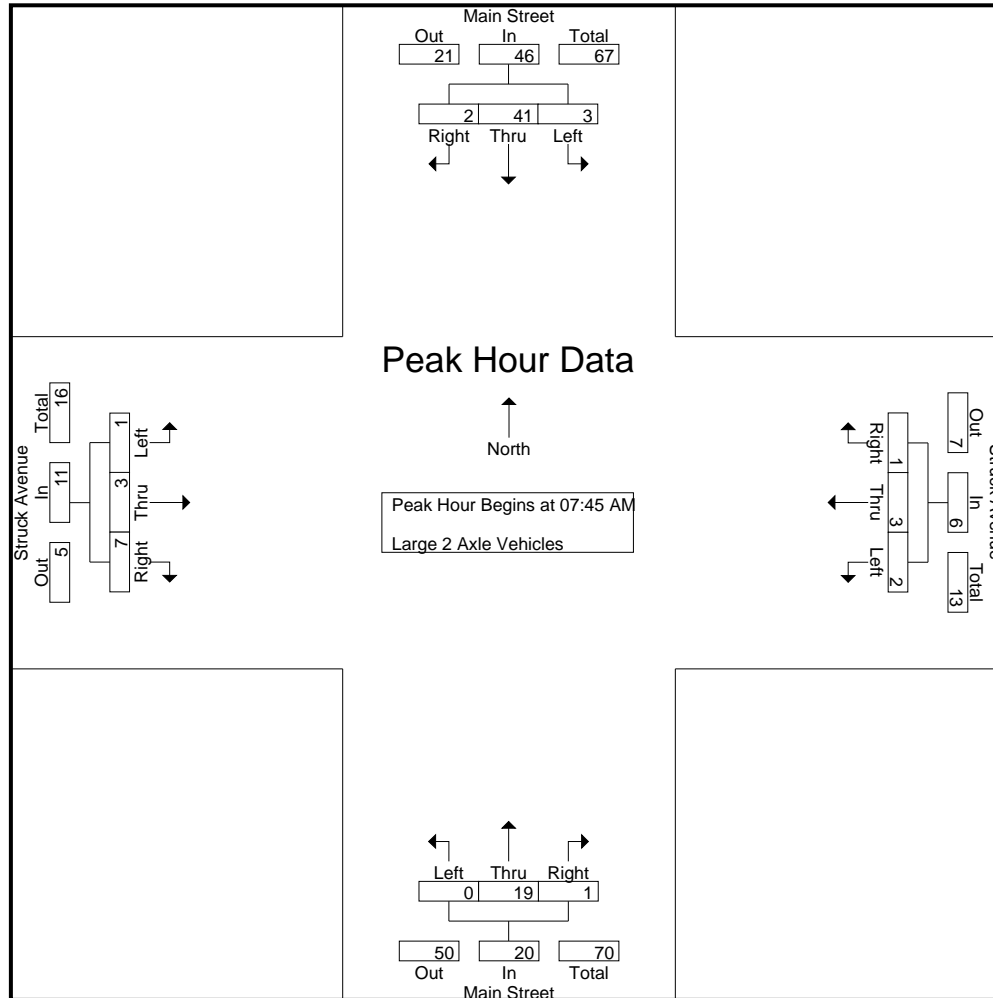 Main Street
Out In Total
21 46 67
2 41 3
Right Thru Left
Peak Hour Data
North
Peak Hour Begins at 07:45 AM
Large 2 Axle Vehicles
Struck Avenue
Total In Out
16 11 5
1 3 7
Left Thru Right
Out In Total
7 6 13
Right Thru Left
1 3 2
Left Thru Right
0 19 1
50 20 70
Out In Total
Main Street